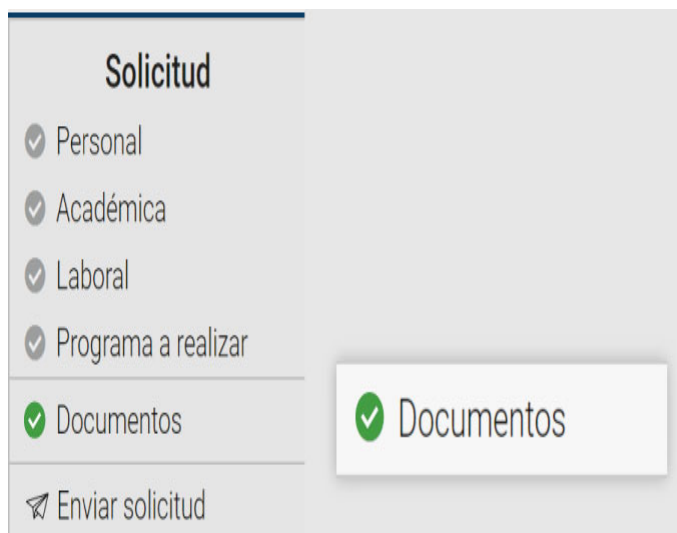 Solicitud
Personal
Académica
Laboral
Programa a realizar
Documentos
Enviar solicitud
Documentos